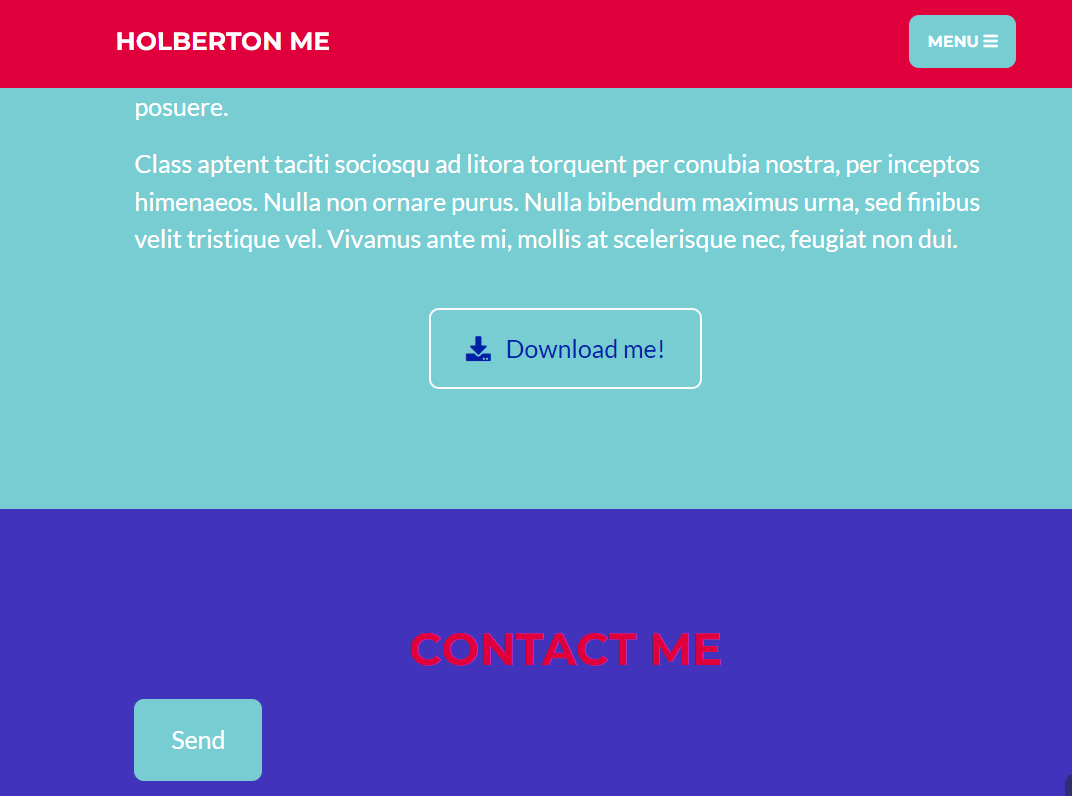 HOLBERTON ME
MENU
posuere.
Class aptent taciti sociosqu ad litora torquent per conubia nostra, per inceptos
himenaeos. Nulla non ornare purus. Nulla bibendum maximus urna, sed finibus
velit tristique vel. Vivamus ante mi, mollis at scelerisque nec, feugiat non dui.
Download me!
CONTACT ME
Send